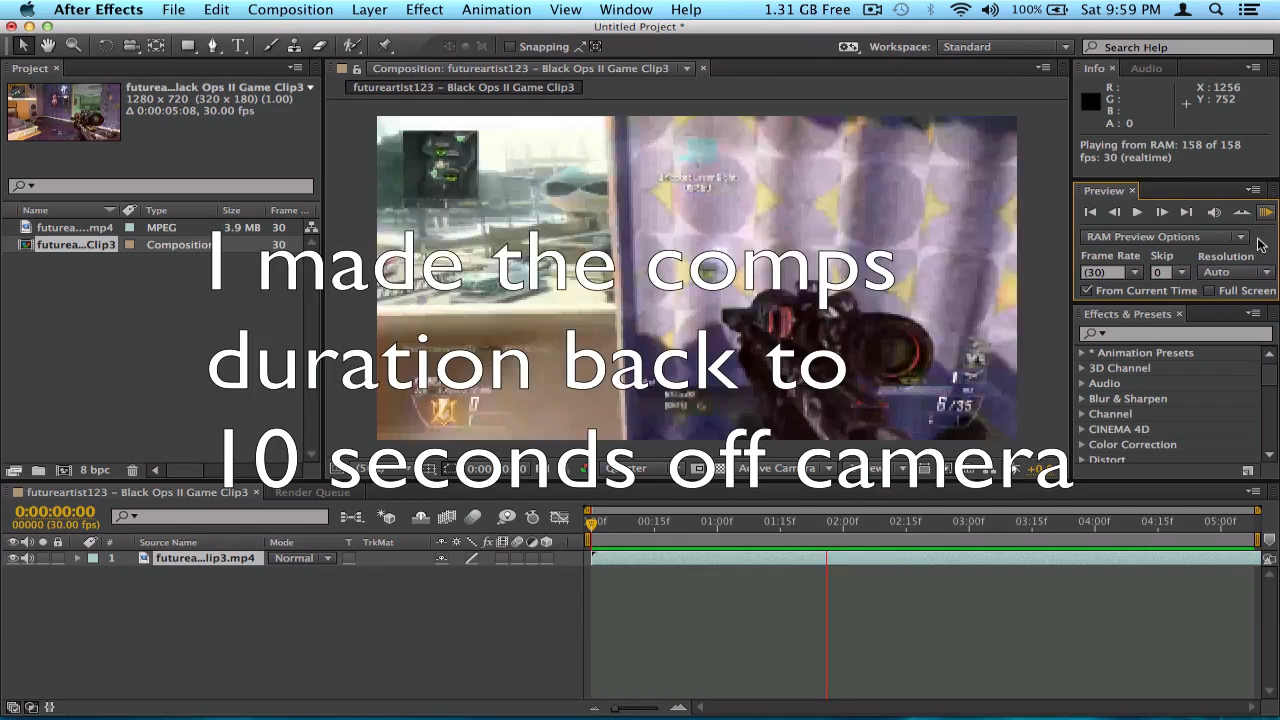 After Effects File Edit Composition Layer Effect Animation View Window Help 1.31 GB Free 100% Sat 9:59 PM
Untitled Project *
Snapping Workspace: Standard Search Help
Project Composition: futureartist123 – Black Ops II Game Clip3 Info Audio
futurea...lack Ops II Game Clip3 futureartist123 – Black Ops II Game Clip3 R: X : 1256
1280 x 720 (320 x 180) (1.00) G: Y : 752
Δ 0:00:05:08, 30.00 fps B:
A : 0
Playing from RAM: 158 of 158
fps: 30 (realtime)
Preview
Name Type Size Frame ...
futurea....mp4 MPEG 3.9 MB 30
futurea...Clip3 Composition 30
RAM Preview Options
Frame Rate Skip Resolution
(30) 0 Auto
From Current Time Full Screen
Effects & Presets
* Animation Presets
3D Channel
Audio
Blur & Sharpen
Channel
CINEMA 4D
Color Correction
Distort
I made the comps
duration back to
10 seconds off camera
6/35
8 bpc Quarter Active Camera
futureartist123 – Black Ops II Game Clip3 Render Queue
0:00:00:00
00000 (30.00 fps)
00:15f 01:00f 01:15f 02:00f 02:15f 03:00f 03:15f 04:00f 04:15f 05:00f
# Source Name Mode T TrkMat
1 futurea...lip3.mp4 Normal